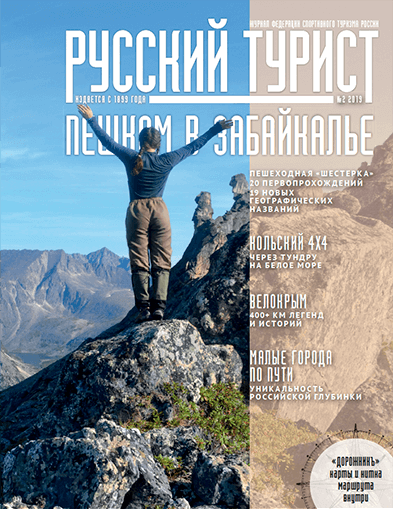 ЖУРНАЛ ФЕДЕРАЦИИ СПОРТИВНОГО ТУРИЗМА РОССИИ
РУССКИЙ ТУРИСТ
ИЗДАЕТСЯ С 1899 ГОДА
№2 2019
ПЕШКОМ В ЗАБАЙКАЛЬЕ
ПЕШЕХОДНАЯ «ШЕСТЕРКА»
20 ПЕРВОПРОХОЖДЕНИЙ
19 НОВЫХ
ГЕОГРАФИЧЕСКИХ
НАЗВАНИЙ
КОЛЬСКИЙ 4Х4
ЧЕРЕЗ ТУНДРУ
НА БЕЛОЕ МОРЕ
ВЕЛОКРЫМ
400+ КМ ЛЕГЕНД
И ИСТОРИЙ
МАЛЫЕ ГОРОДА
ПО ПУТИ
УНИКАЛЬНОСТЬ
РОССИЙСКОЙ ГЛУБИНКИ
«ДОРОЖНИКЪ»
карты и нитка
маршрута
внутри